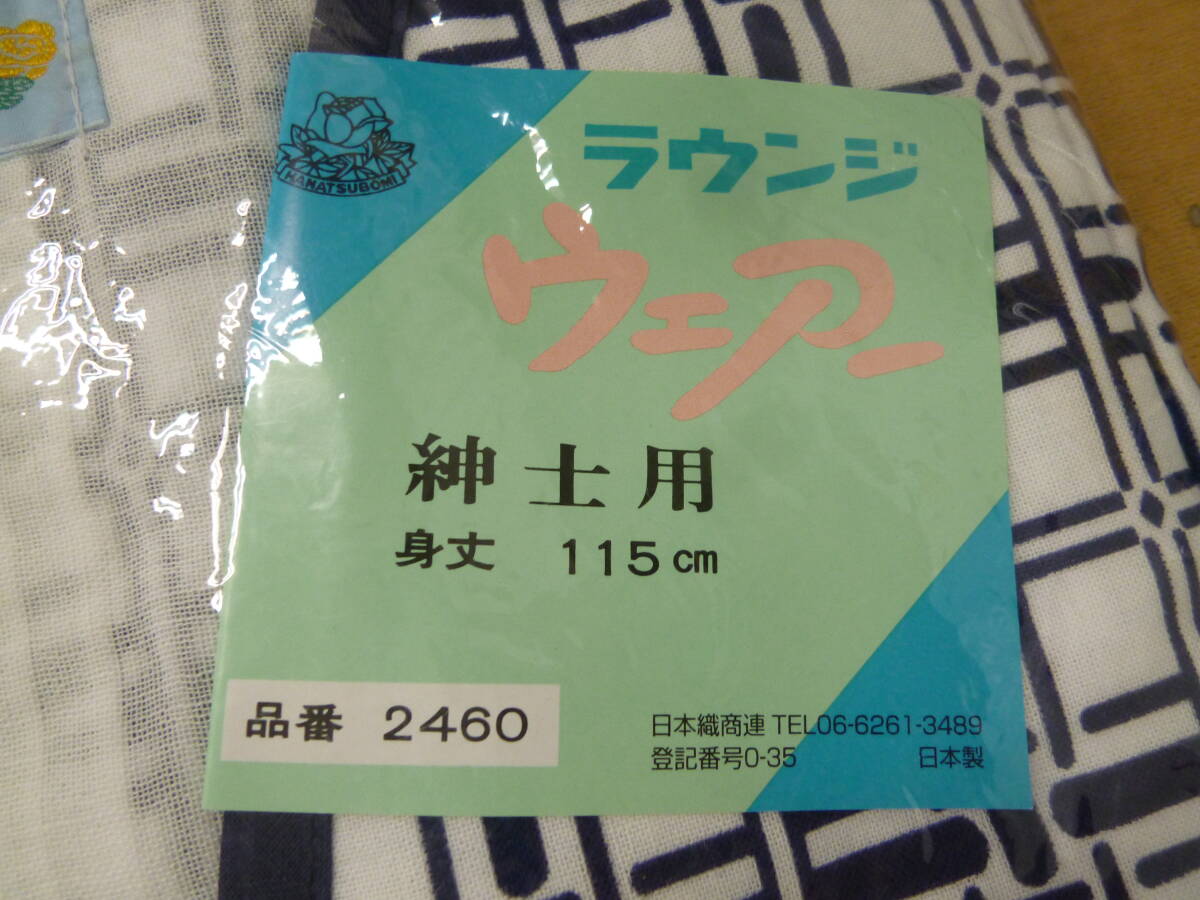 HANATSUBOMI
ラウンジ
ウェアー
紳士用
身丈 115cm
品番 2460
日本織商連 TEL06-6261-3489
登記番号0-35 日本製